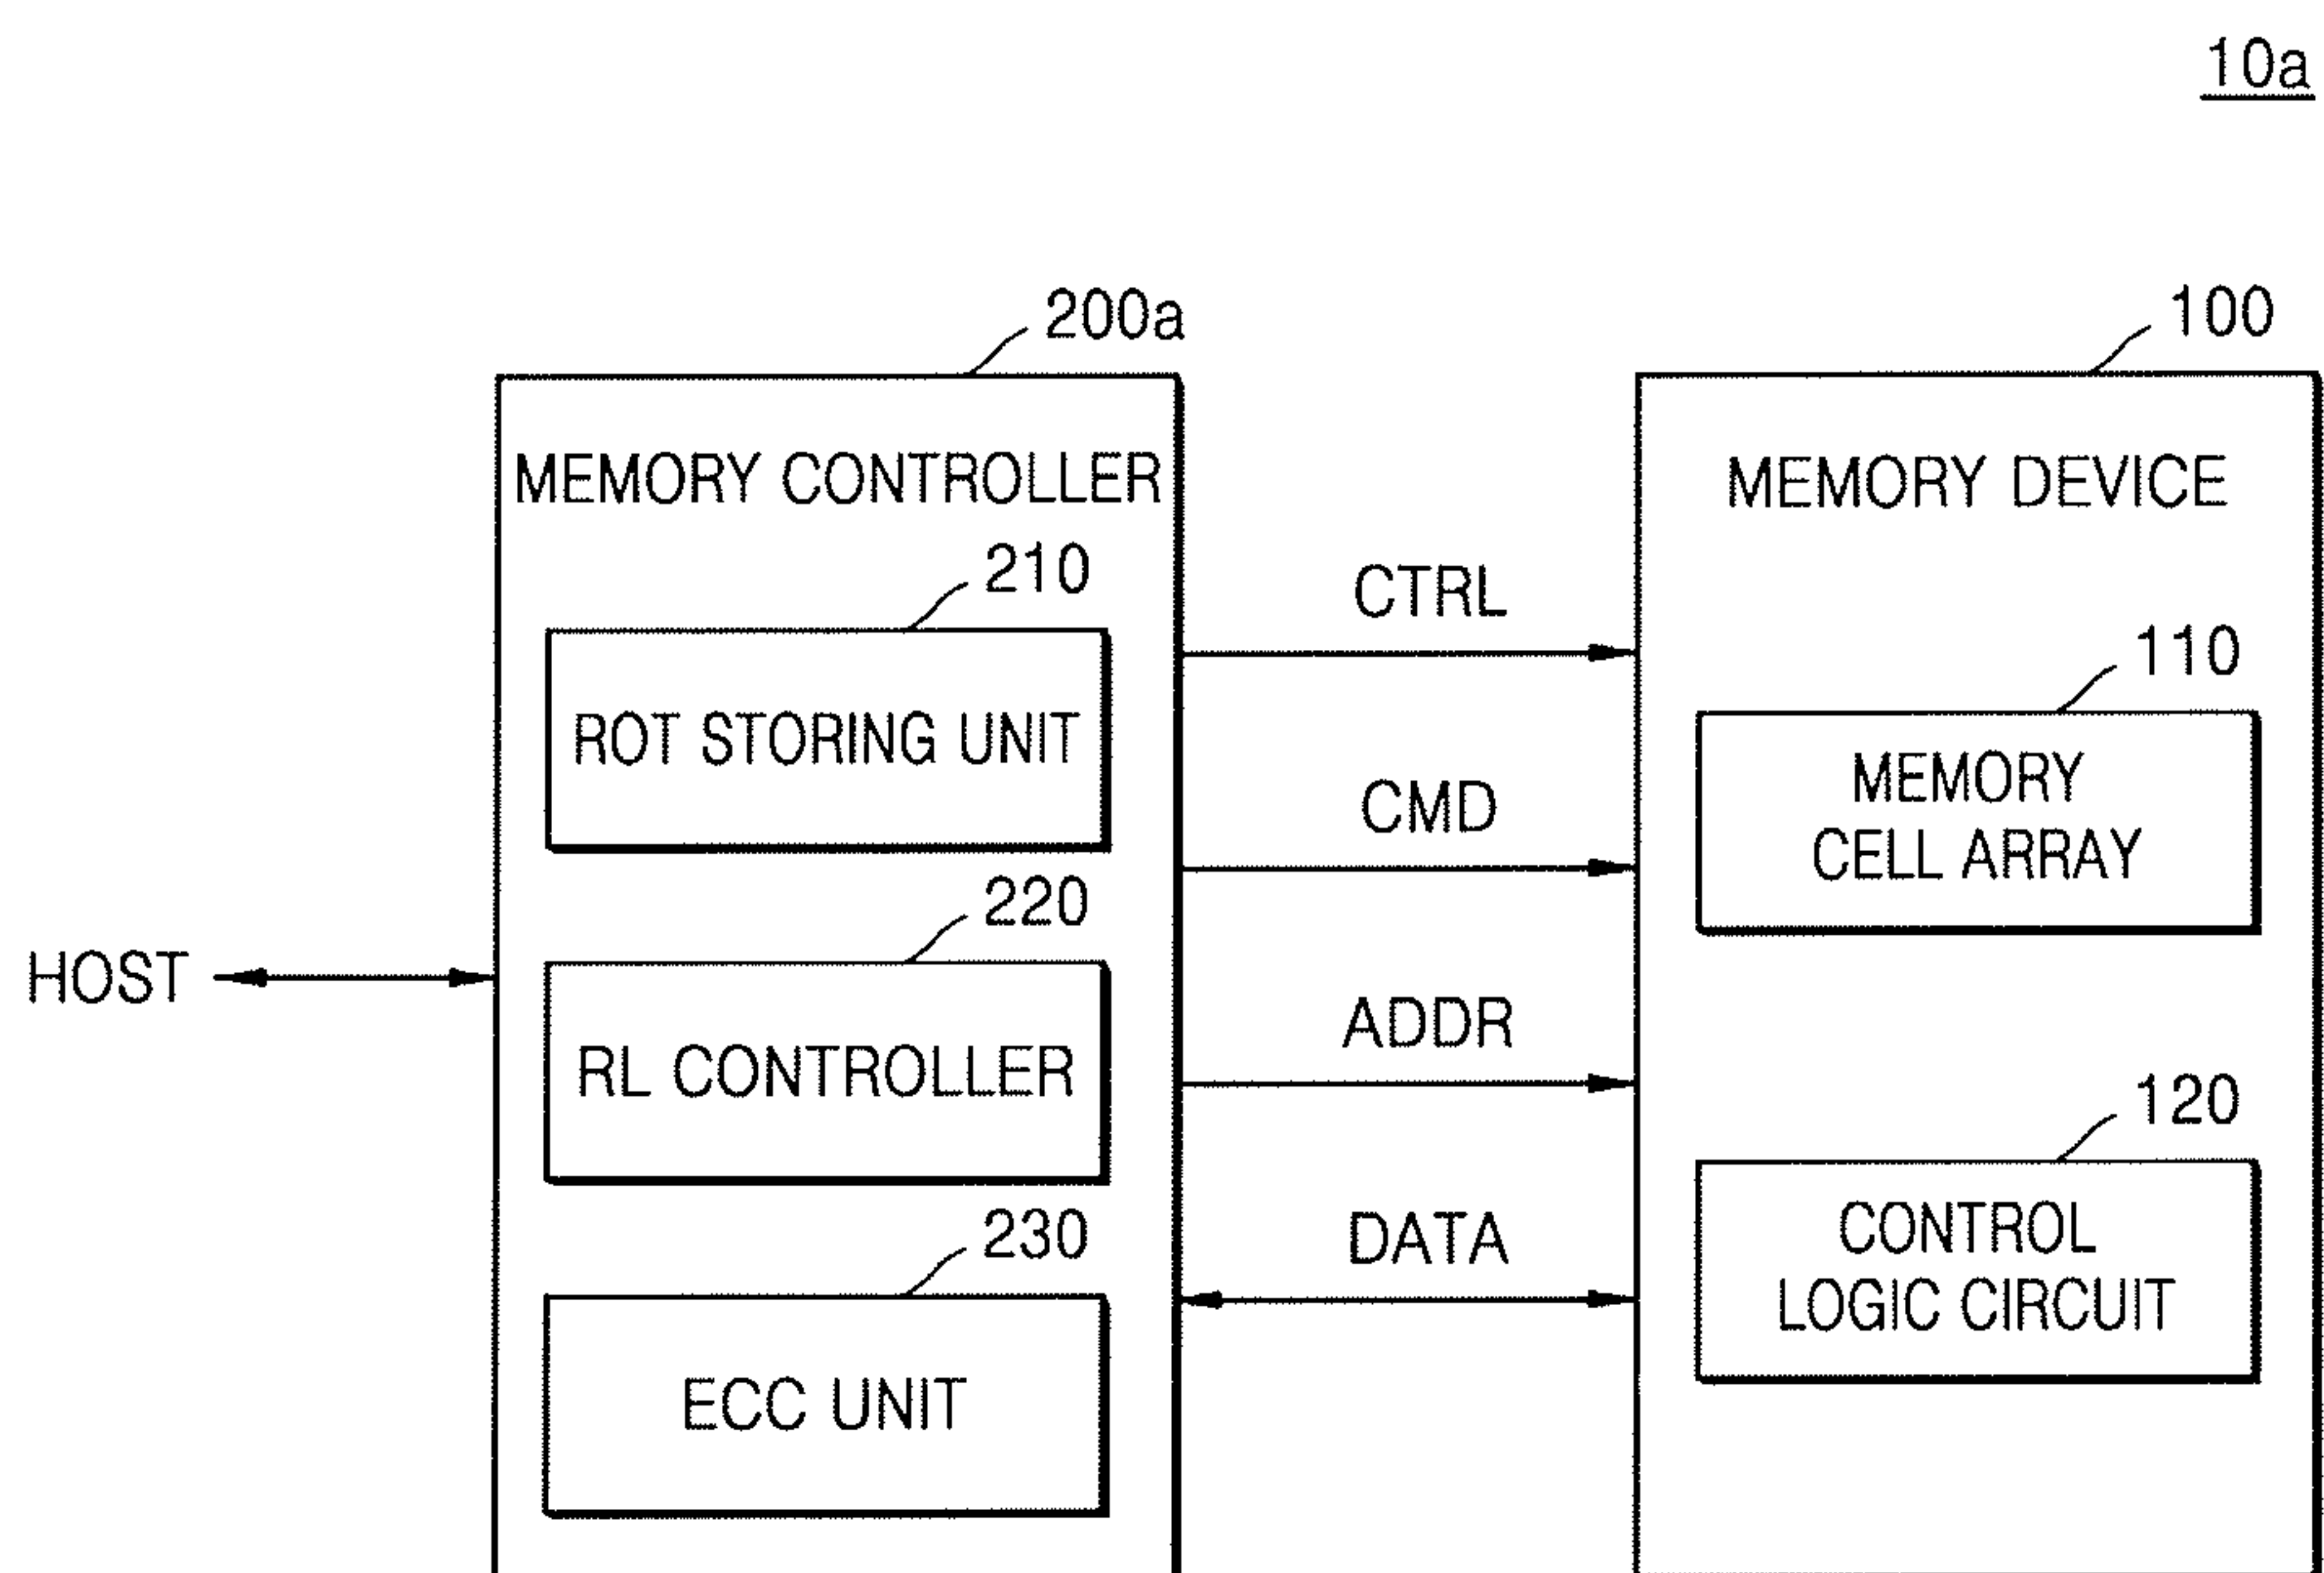 10a
200a
100
MEMORY CONTROLLER
MEMORY DEVICE
210
ROT STORING UNIT
CTRL
110
MEMORY
CELL ARRAY
CMD
220
HOST
RL CONTROLLER
ADDR
120
CONTROL
LOGIC CIRCUIT
230
DATA
ECC UNIT